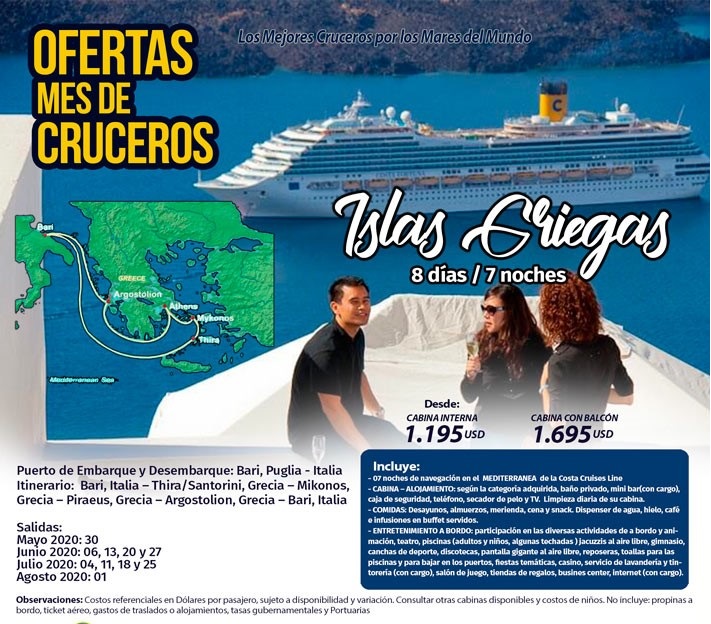 Los Mejores Cruceros por los Mares del Mundo
OFERTAS
MES DE
CRUCEROS
C
Islas Griegas
8 días / 7 noches
Bari
GREECE
Argostolion
Athens
Mykonos
Thira
Mediterranean Sea
Desde:
CABINA INTERNA
1.195 USD
CABINA CON BALCÓN
1.695 USD
Puerto de Embarque y Desembarque: Bari, Puglia - Italia
Itinerario: Bari, Italia – Thira/Santorini, Grecia – Mikonos,
Grecia – Piraeus, Grecia – Argostolion, Grecia – Bari, Italia
Salidas:
Mayo 2020: 30
Junio 2020: 06, 13, 20 y 27
Julio 2020: 04, 11, 18 y 25
Agosto 2020: 01
Incluye:
- 07 noches de navegación en el MEDITERRANEA de la Costa Cruises Line
- CABINA – ALOJAMIENTO: según la categoría adquirida, baño privado, mini bar(con cargo),
caja de seguridad, teléfono, secador de pelo y TV. Limpieza diaria de su cabina.
- COMIDAS: Desayunos, almuerzos, merienda, cena y snack. Dispenser de agua, hielo, café
e infusiones en buffet servidos.
- ENTRETENIMIENTO A BORDO: participación en las diversas actividades de a bordo y ani-
mación, teatro, piscinas (adultos y niños, algunas techadas ) jacuzzis al aire libre, gimnasio,
canchas de deporte, discotecas, pantalla gigante al aire libre, reposeras, toallas para las
piscinas y para bajar en los puertos, fiestas temáticas, casino, servicio de lavandería y tin-
torería (con cargo), salón de juego, tiendas de regalos, busines center, internet (con cargo).
Observaciones: Costos referenciales en Dólares por pasajero, sujeto a disponibilidad y variación. Consultar otras cabinas disponibles y costos de niños. No incluye: propinas a
bordo, ticket aéreo, gastos de traslados o alojamientos, tasas gubernamentales y Portuarias